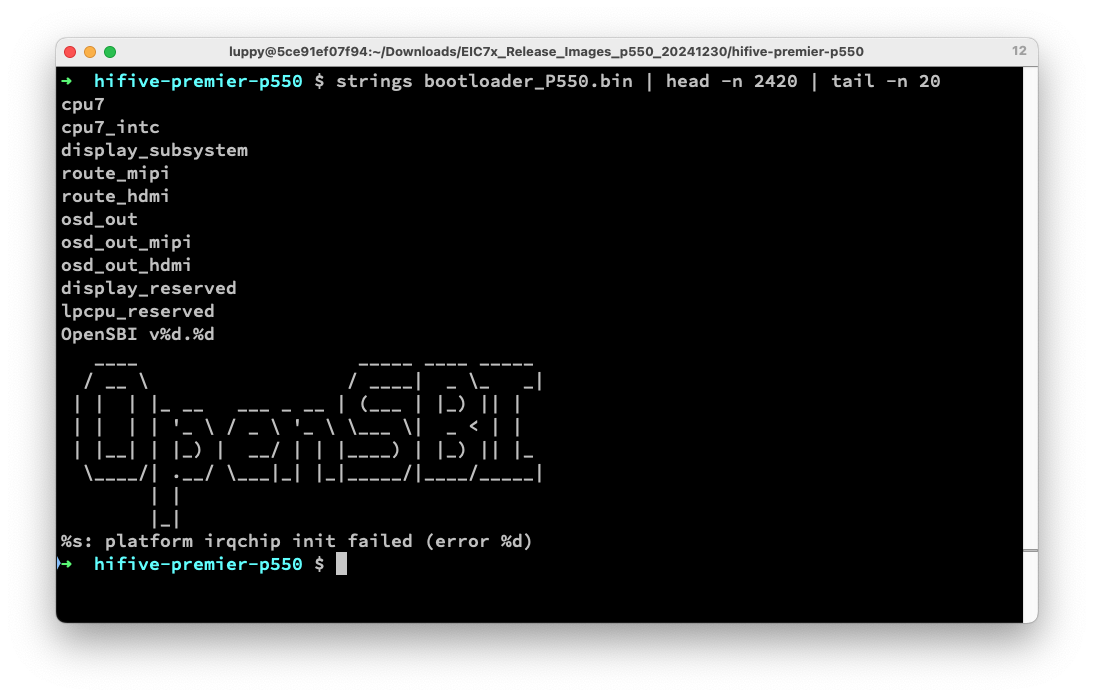 luppy@5ce91ef07f94:~/Downloads/EIC7x_Release_Images_p550_20241230/hifive-premier-p550
12
➜  hifive-premier-p550 $ strings bootloader_P550.bin | head -n 2420 | tail -n 20
cpu7
cpu7_intc
display_subsystem
route_mipi
route_hdmi
osd_out
osd_out_mipi
osd_out_hdmi
display_reserved
lpcpu_reserved
OpenSBI v%d.%d
   ____                    _____ ____ _____
  / __ \                  / ____|  _ \_   _|
 | |  | |_ __   ___ _ __ | (___ | |_) || |
 | |  | | '_ \ / _ \ '_ \ \___ \|  _ < | |
 | |__| | |_) |  __/ | | |____) | |_) || |_
  \____/| .__/ \___|_| |_|_____/|____/_____|
        | |
        |_|
%s: platform irqchip init failed (error %d)
➜  hifive-premier-p550 $